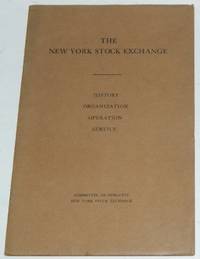 THE
NEW YORK STOCK EXCHANGE
HISTORY
ORGANIZATION
OPERATION
SERVICE
COMMITTEE ON PUBLICITY
NEW YORK STOCK EXCHANGE